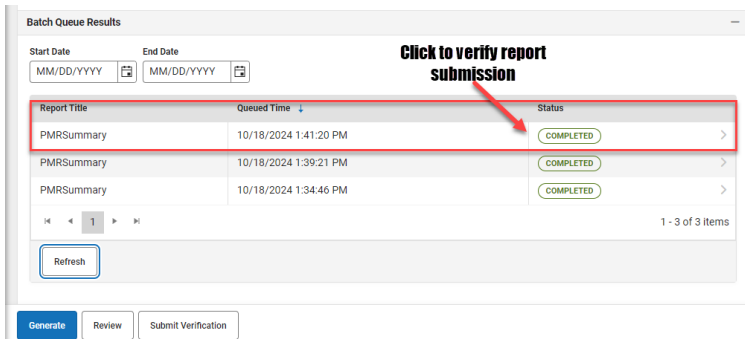 Batch Queue Results
Start Date End Date
MM/DD/YYYY MM/DD/YYYY
Click to verify report
submission
Report Title Queued Time ↓ Status
PMRSummary 10/18/2024 1:41:20 PM COMPLETED
PMRSummary 10/18/2024 1:39:21 PM COMPLETED
PMRSummary 10/18/2024 1:34:46 PM COMPLETED
1 1 - 3 of 3 items
Refresh
Generate Review Submit Verification